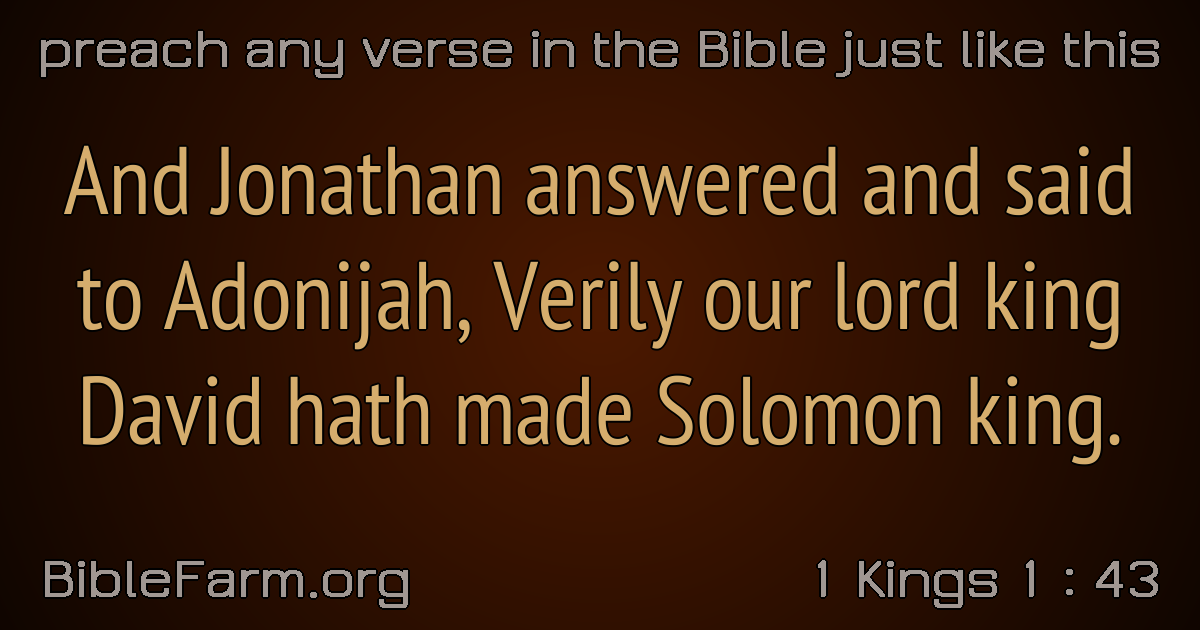 preach any verse in the Bible just like this
And Jonathan answered and said
to Adonijah, Verily our lord king
David hath made Solomon king.
BibleFarm.org
1 Kings 1 : 43